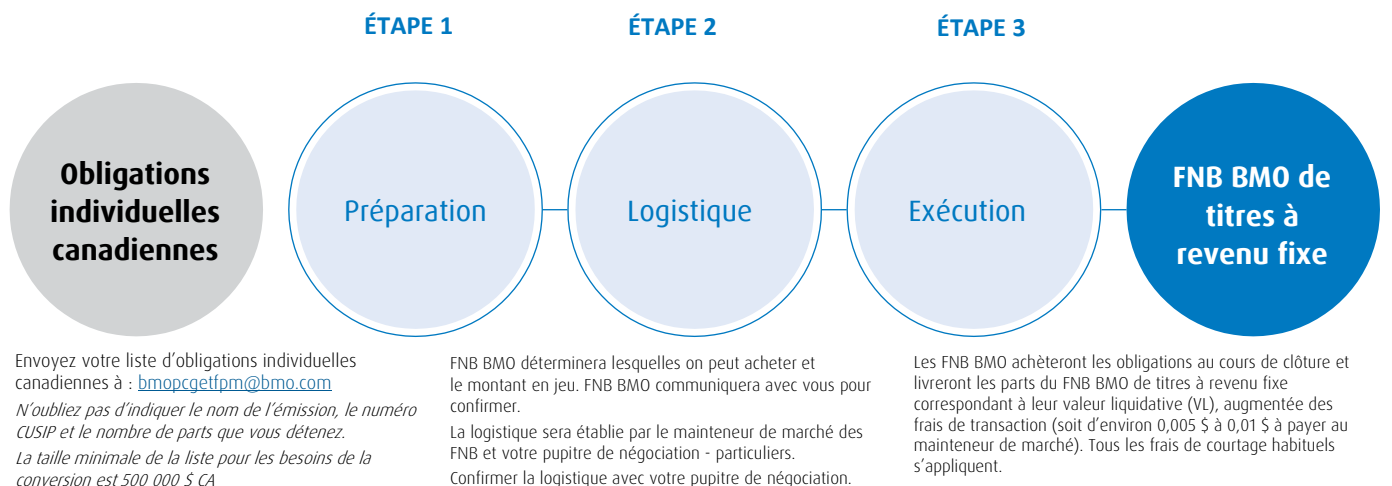 ÉTAPE 1
ÉTAPE 2
ÉTAPE 3
Obligations
individuelles
canadiennes
Préparation
Logistique
Exécution
FNB BMO de
titres à
revenu fixe
Envoyez votre liste d’obligations individuelles
canadiennes à : bmopcgetfpm@bmo.com
N’oubliez pas d’indiquer le nom de l’émission, le numéro
CUSIP et le nombre de parts que vous détenez.
La taille minimale de la liste pour les besoins de la
conversion est 500 000 $ CA
FNB BMO déterminera lesquelles on peut acheter et
le montant en jeu. FNB BMO communiquera avec vous pour
confirmer.
La logistique sera établie par le mainteneur de marché des
FNB et votre pupitre de négociation - particuliers.
Confirmer la logistique avec votre pupitre de négociation.
Les FNB BMO achèteront les obligations au cours de clôture et
livreront les parts du FNB BMO de titres à revenu fixe
correspondant à leur valeur liquidative (VL), augmentée des
frais de transaction (soit d’environ 0,005 $ à 0,01 $ à payer au
mainteneur de marché). Tous les frais de courtage habituels
s’appliquent.